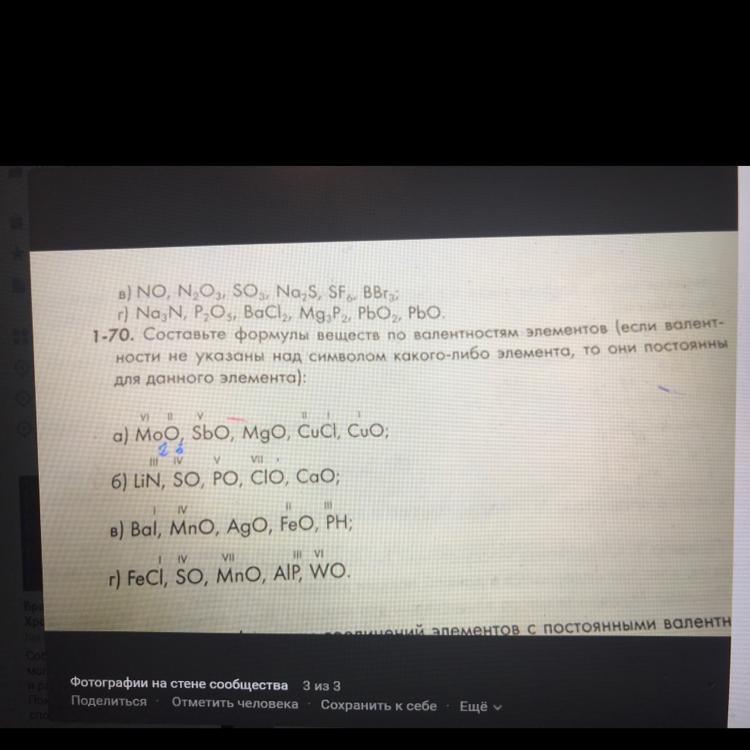 в) NO, N₂O₃, SO₃, Na₂S, SF₆, BBr₃;
г) Na₃N, P₂O₅, BaCl₂, Mg₃P₂, PbO₂, PbO.
1-70. Составьте формулы веществ по валентностям элементов (если валент-
ности не указаны над символом какого-либо элемента, то они постоянны
для данного элемента):
VI II V II I I
а) MoO, SbO, MgO, CuCl, CuO;
2 6
III IV V VII
б) LiN, SO, PO, ClO, CaO;
I IV II III
в) BaI, MnO, AgO, FeO, PH;
I IV VII III VI
г) FeCl, SO, MnO, AlP, WO.
элементов с постоянными валентн
Фотографии на стене сообщества 3 из 3
Поделиться · Отметить человека · Сохранить к себе · Ещё